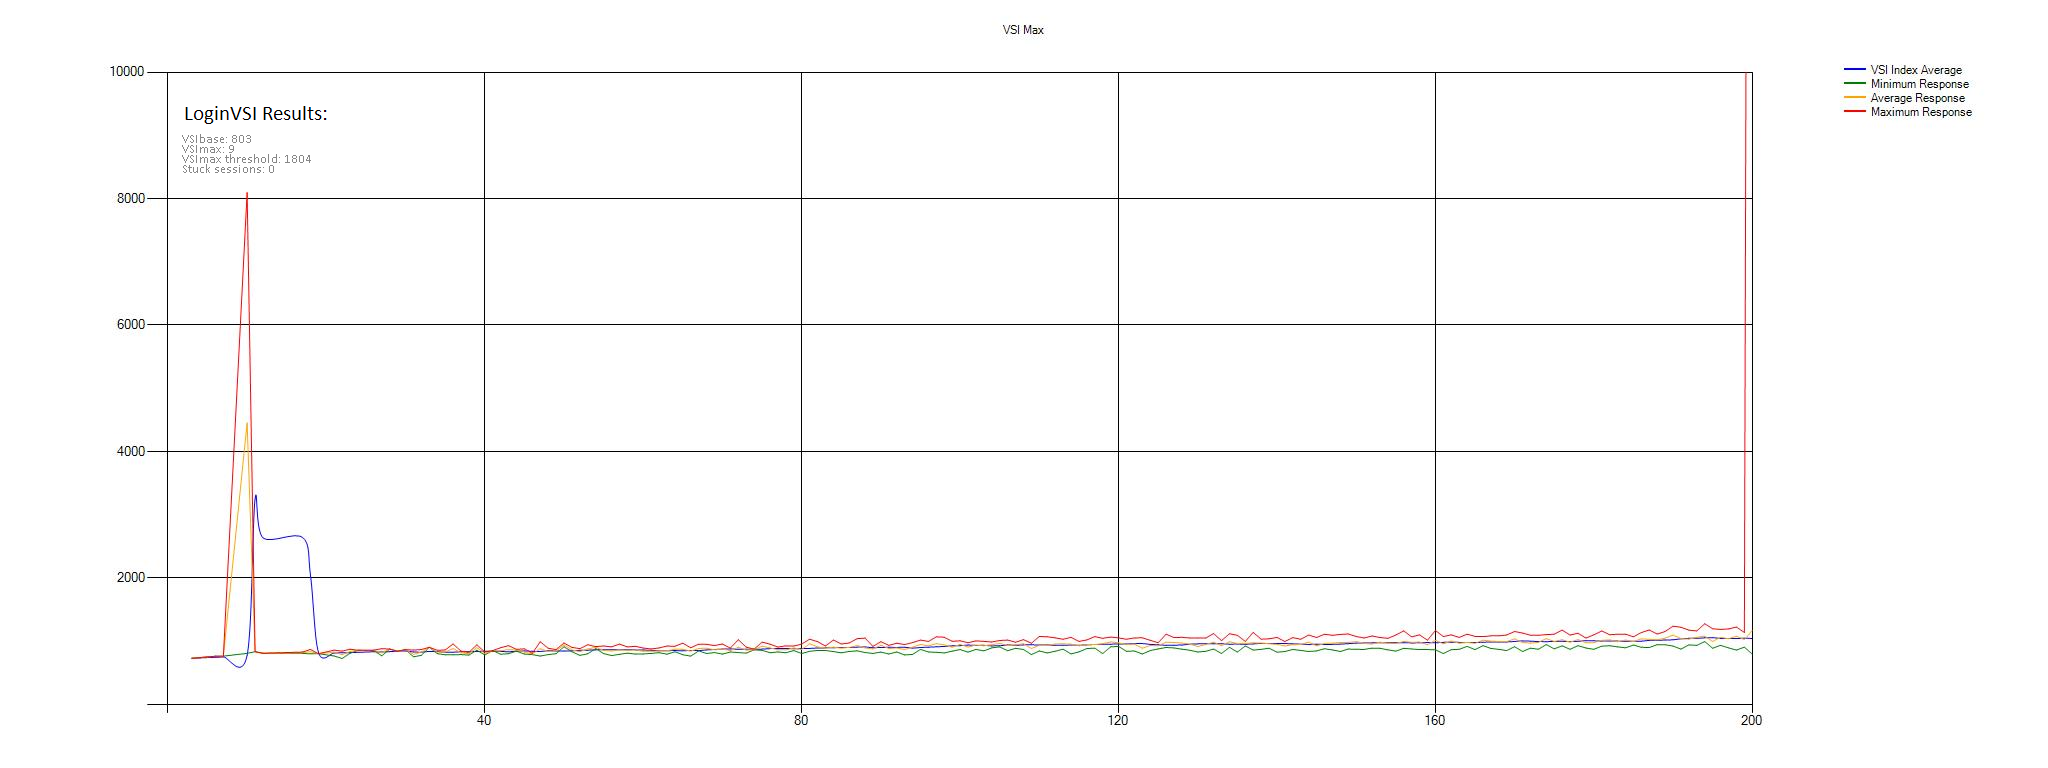 VSI Max
10000
8000
6000
4000
2000
LoginVSI Results:
VSIbase: 803
VSImax: 9
VSImax threshold: 1804
Stuck sessions: 0
40
80
120
160
200
VSI Index Average
Minimum Response
Average Response
Maximum Response